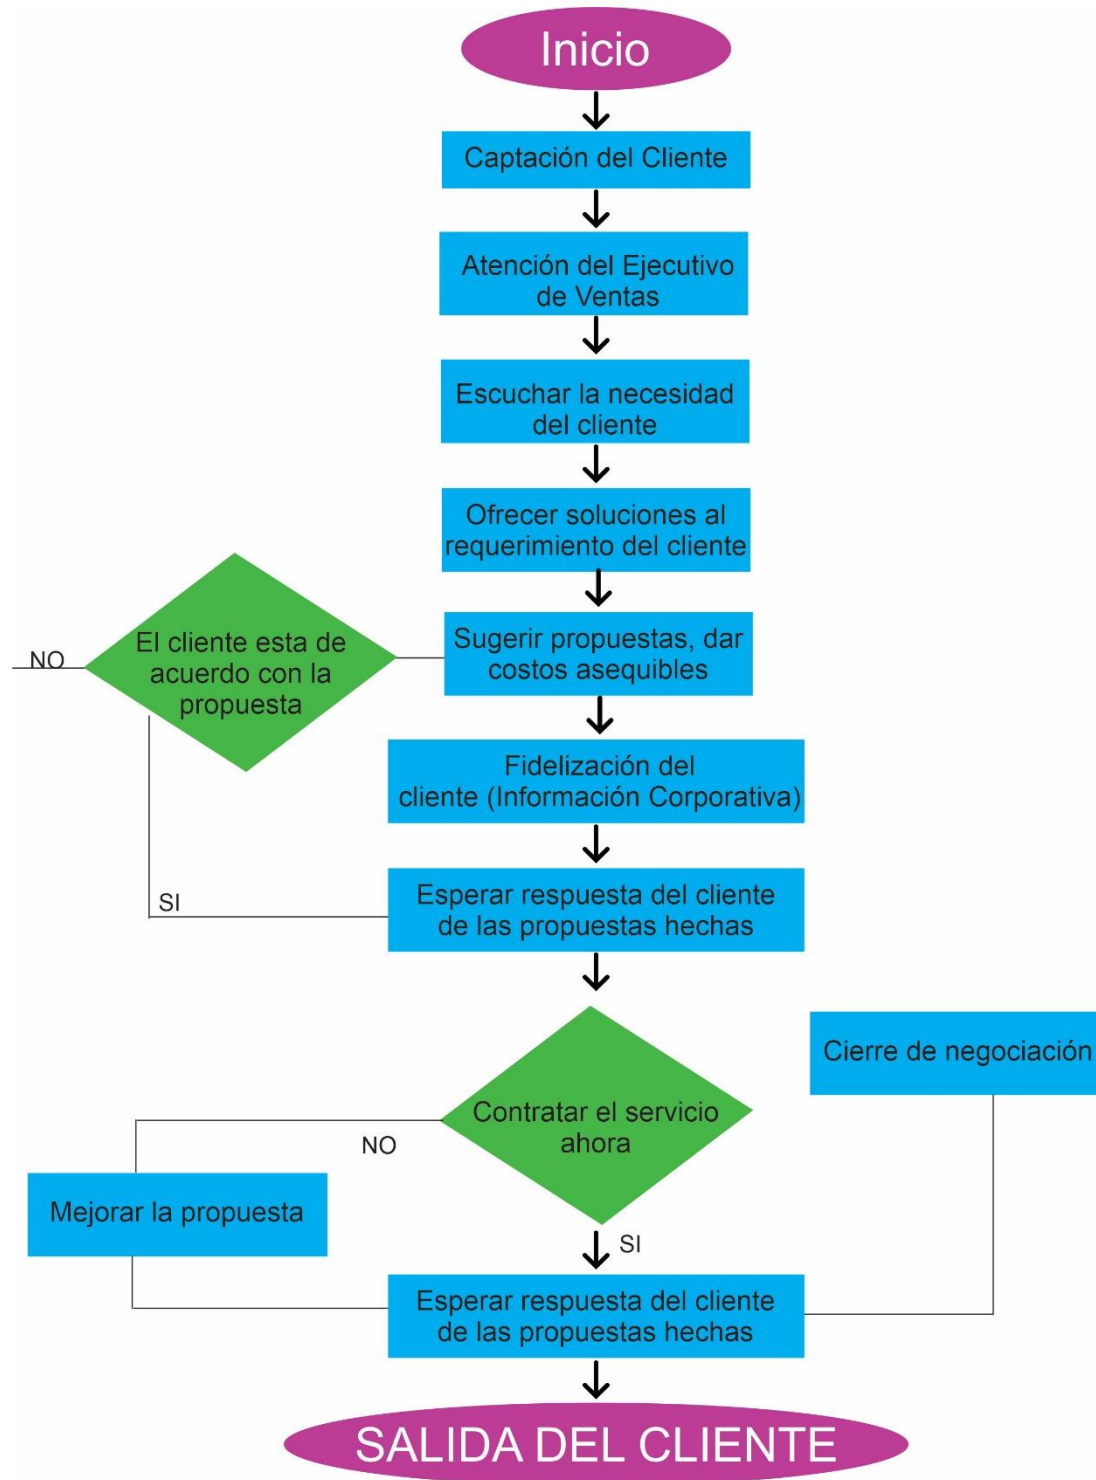 Inicio
Captación del Cliente
Atención del Ejecutivo
de Ventas
Escuchar la necesidad
del cliente
Ofrecer soluciones al
requerimiento del cliente
Sugerir propuestas, dar
costos asequibles
El cliente esta de
acuerdo con la
propuesta
NO
Fidelización del
cliente (Información Corporativa)
SI
Esperar respuesta del cliente
de las propuestas hechas
Contratar el servicio
ahora
Cierre de negociación
NO
Mejorar la propuesta
SI
Esperar respuesta del cliente
de las propuestas hechas
SALIDA DEL CLIENTE